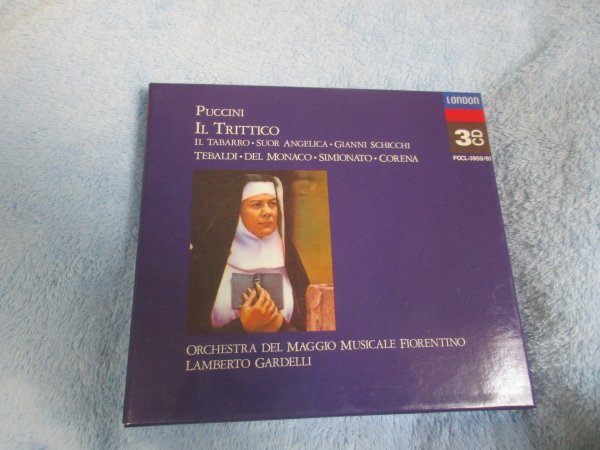 PUCCINI
IL TRITTICO
IL TABARRO · SUOR ANGELICA · GIANNI SCHICCHI
TEBALDI · DEL MONACO · SIMIONATO · CORENA
LONDON
3CD
POCL-3959/61
ORCHESTRA DEL MAGGIO MUSICALE FIORENTINO
LAMBERTO GARDELLI